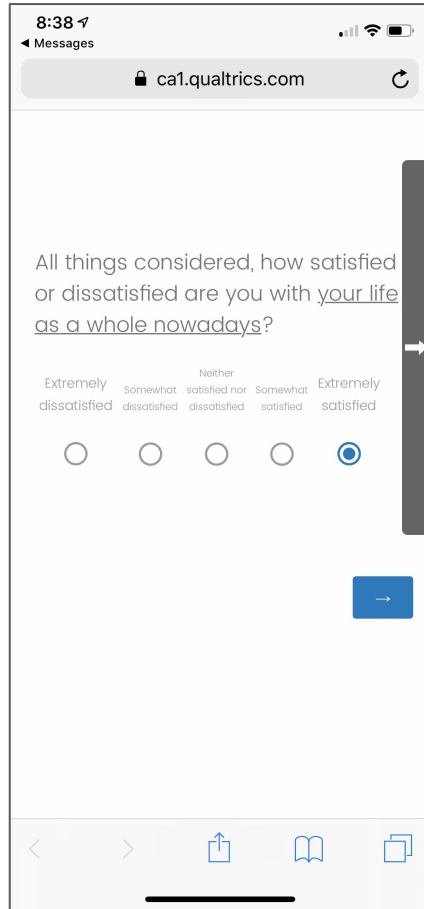 8:38
◀ Messages
ca1.qualtrics.com
All things considered, how satisfied
or dissatisfied are you with your life
as a whole nowadays?
Extremely
dissatisfied
Somewhat
dissatisfied
Neither
satisfied nor
dissatisfied
Somewhat
satisfied
Extremely
satisfied
→
→